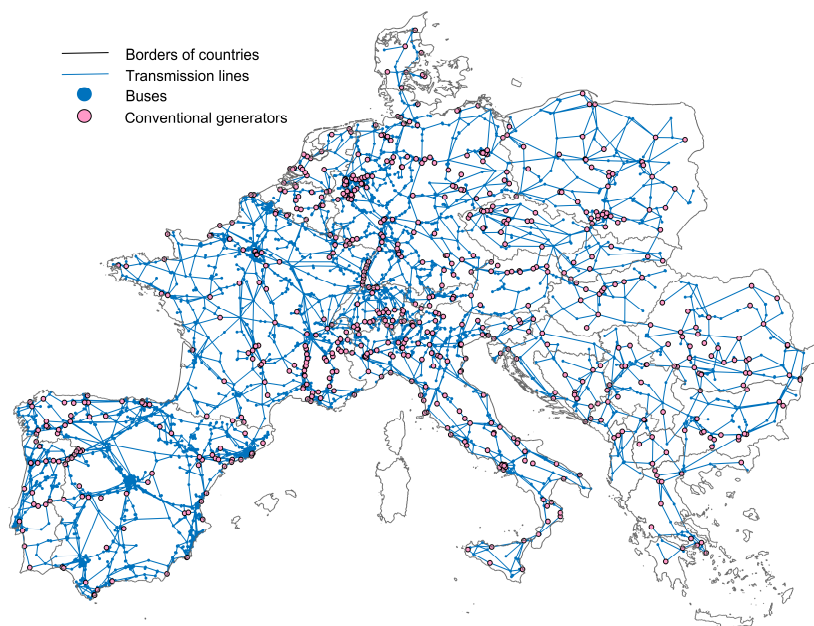 Borders of countries
Transmission lines
Buses
Conventional generators